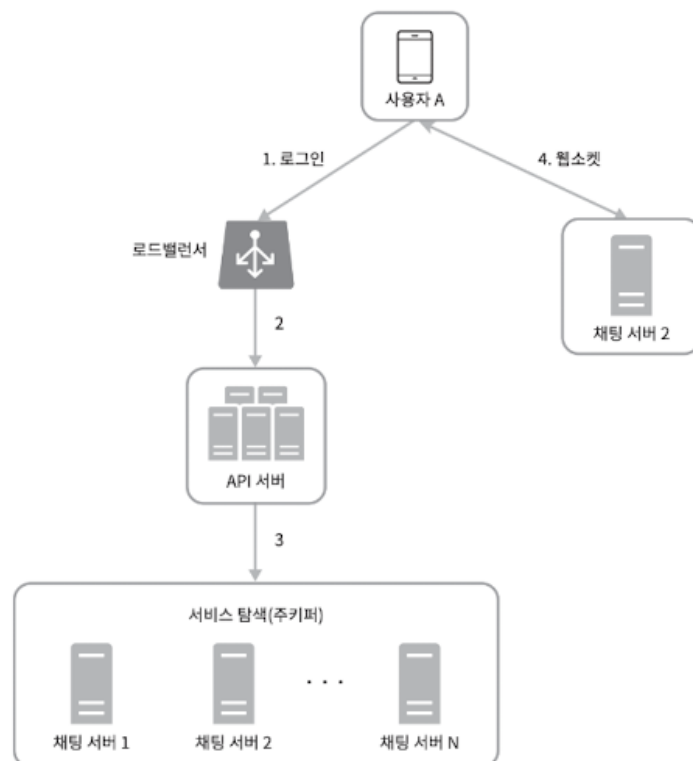 사용자 A
1. 로그인
4. 웹소켓
로드밸런서
2
채팅 서버 2
API 서버
3
서비스 탐색(주키퍼)
. . .
채팅 서버 1
채팅 서버 2
채팅 서버 N